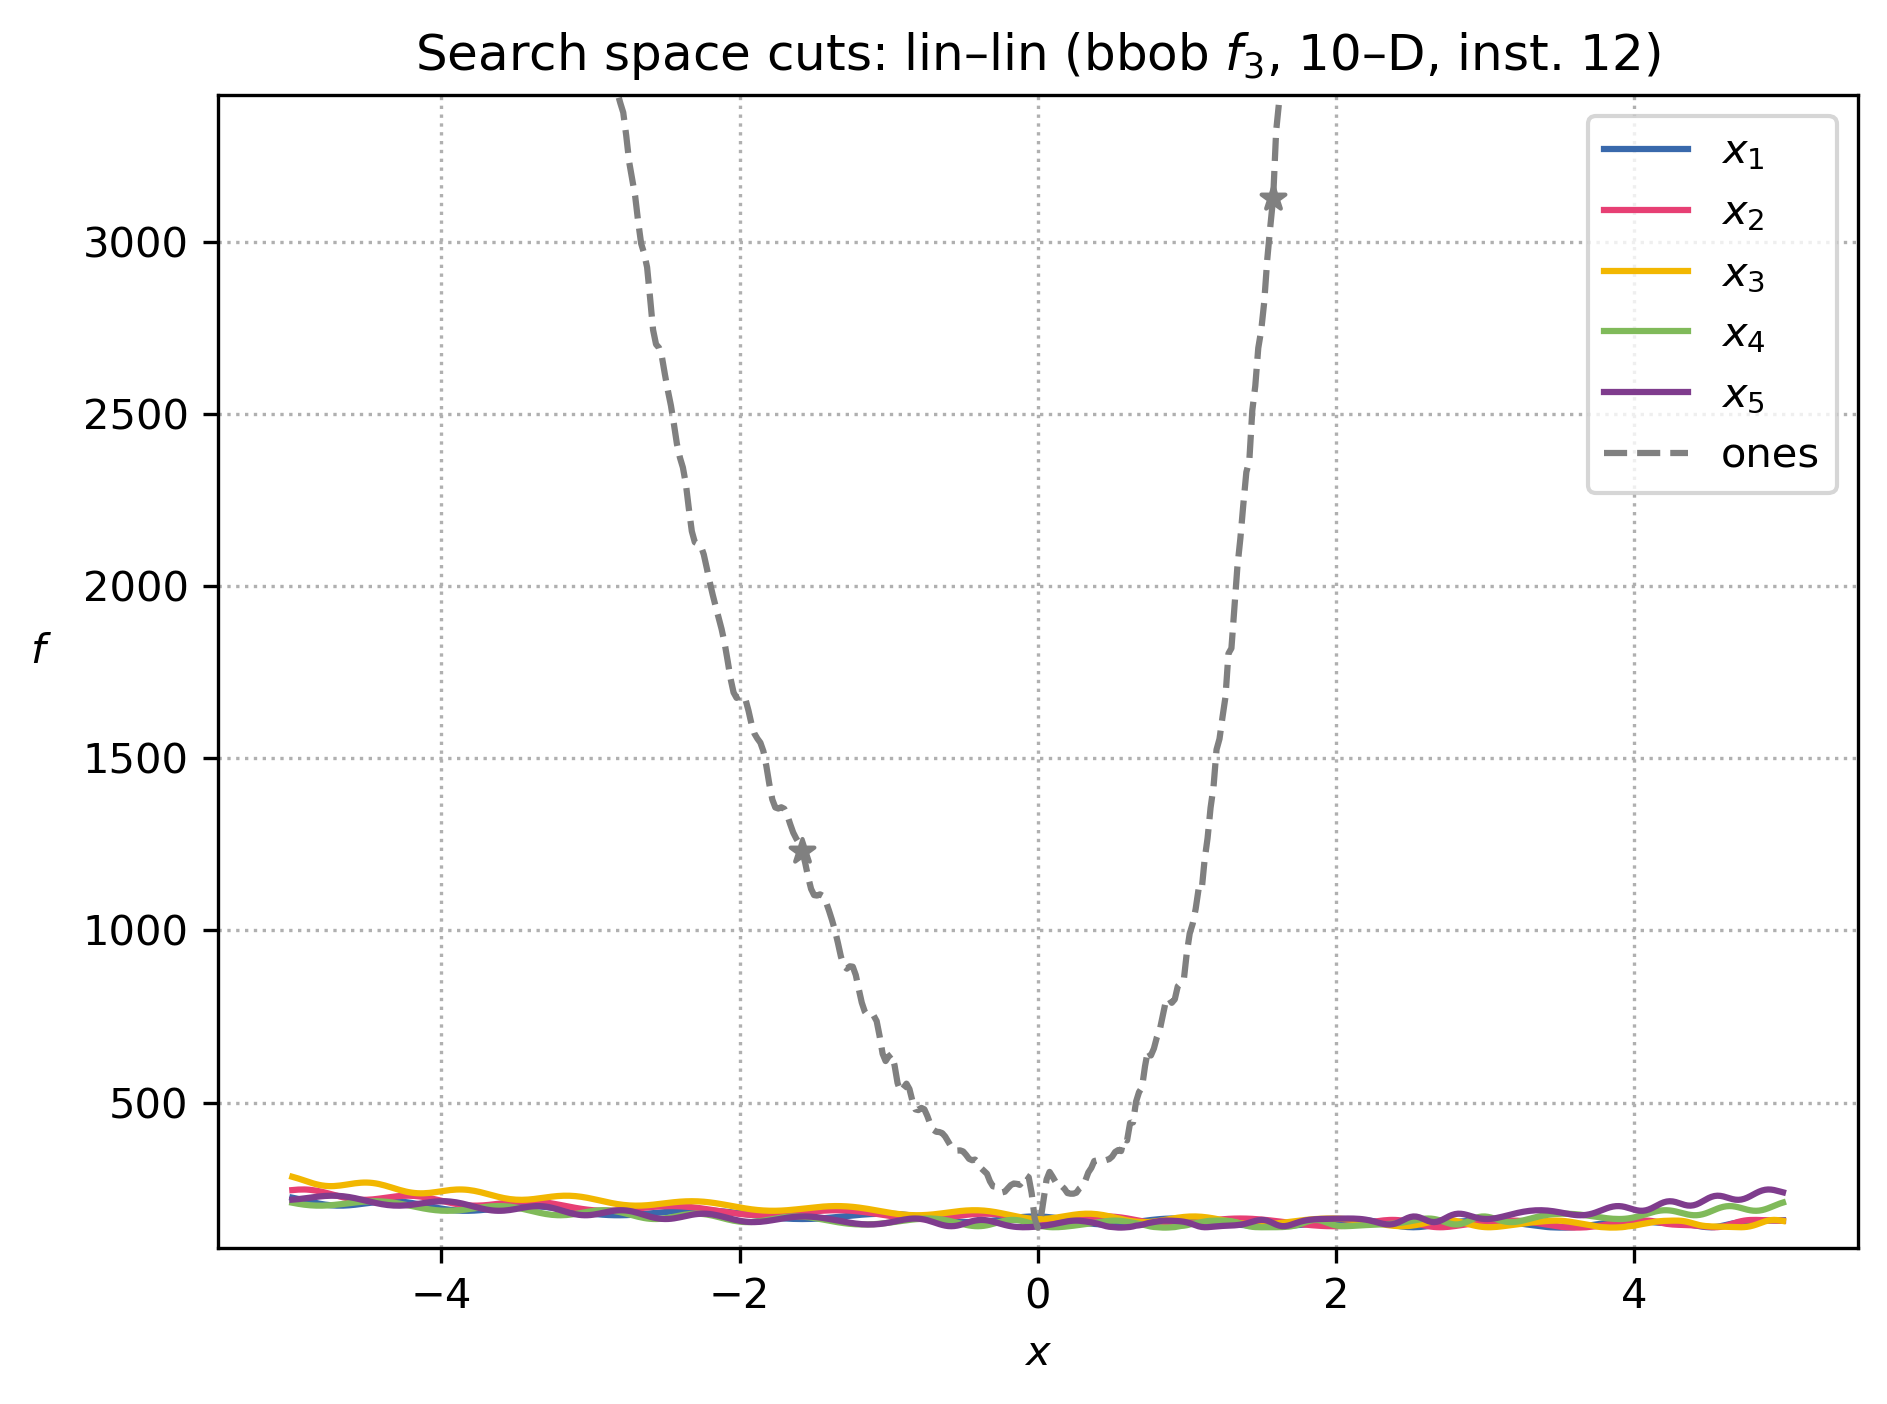 Search space cuts: lin–lin (bbob f₃, 10–D, inst. 12)
x₁
x₂
x₃
x₄
x₅
ones
3000
2500
2000
1500
1000
500
f
−4
−2
0
2
4
x